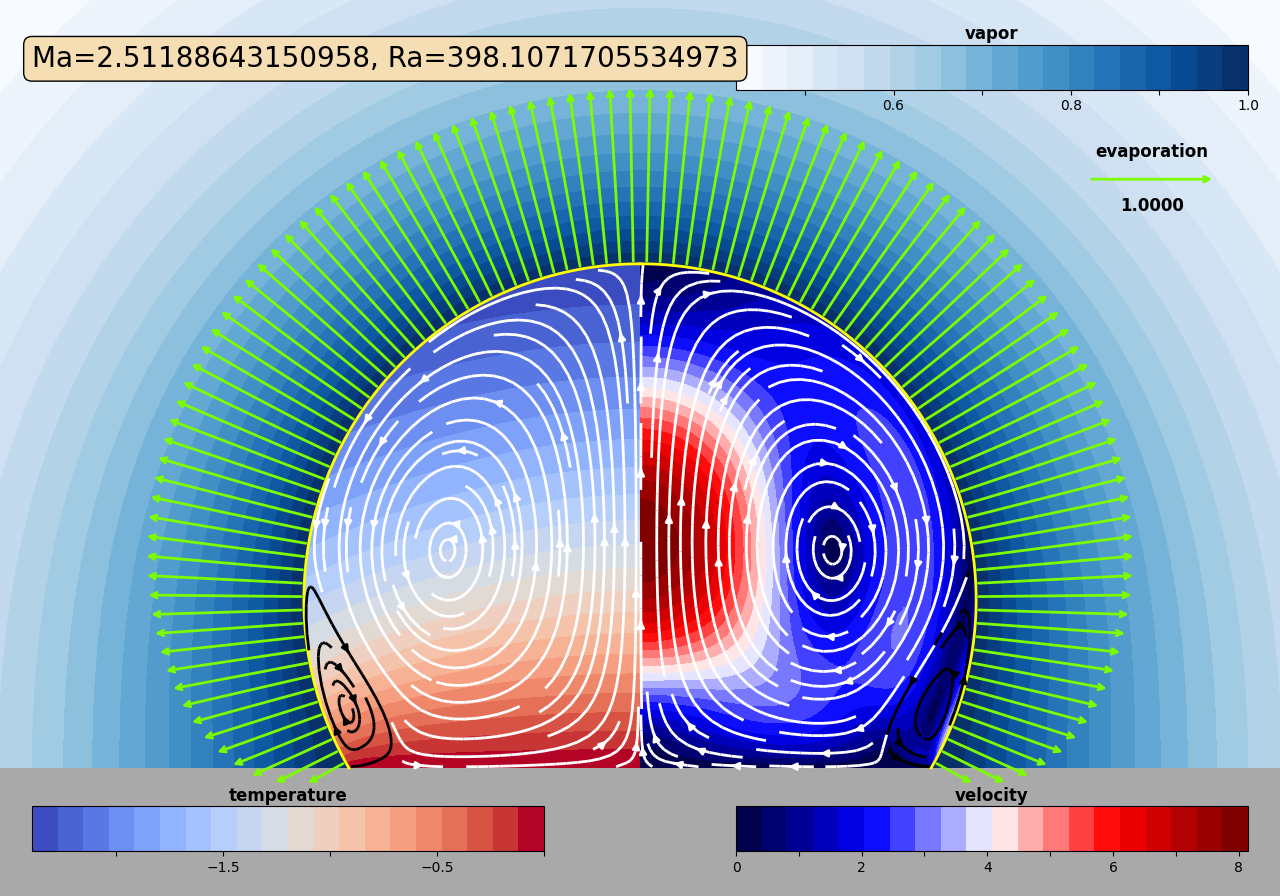 Ma=2.51188643150958, Ra=398.1071705534973
vapor
0.6 0.8 1.0
evaporation
1.0000
temperature
−1.5 −0.5
velocity
0 2 4 6 8